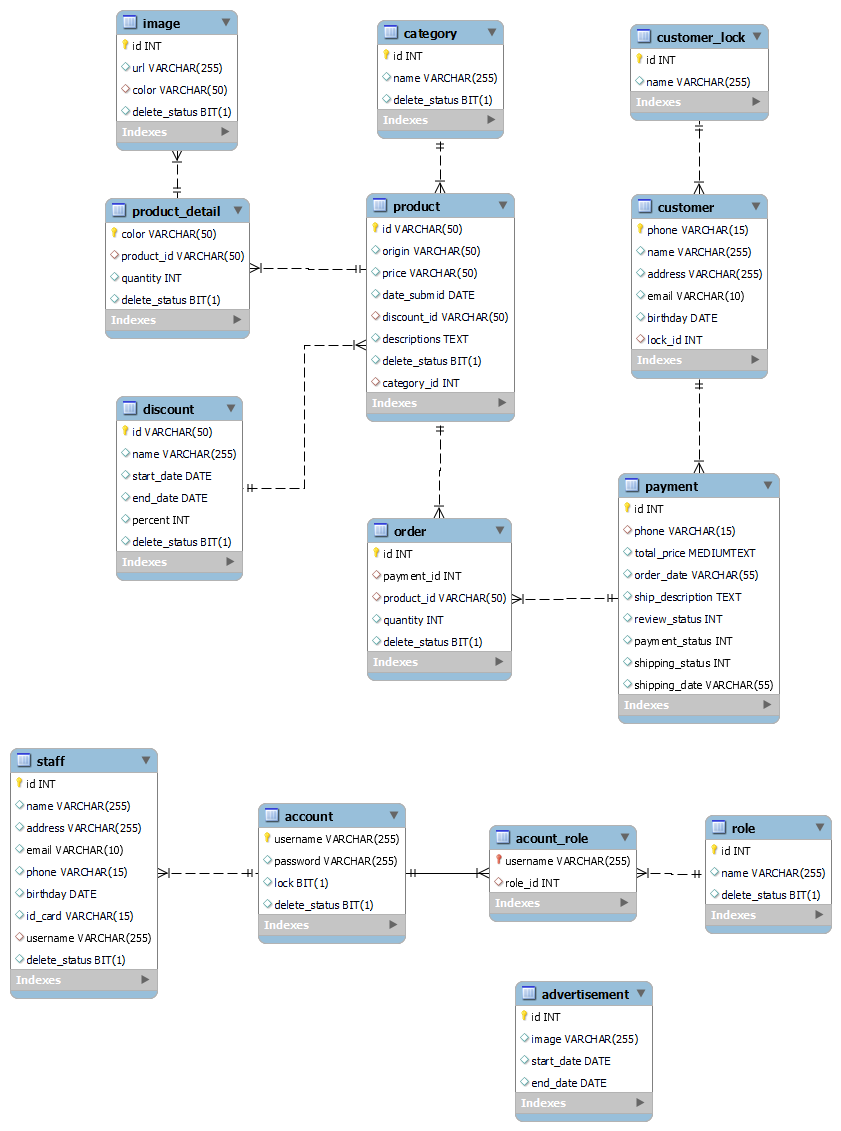 image
id INT
url VARCHAR(255)
color VARCHAR(50)
delete_status BIT(1)
Indexes
category
id INT
name VARCHAR(255)
delete_status BIT(1)
Indexes
customer_lock
id INT
name VARCHAR(255)
Indexes
product_detail
color VARCHAR(50)
product_id VARCHAR(50)
quantity INT
delete_status BIT(1)
Indexes
product
id VARCHAR(50)
origin VARCHAR(50)
price VARCHAR(50)
date_submid DATE
discount_id VARCHAR(50)
descriptions TEXT
delete_status BIT(1)
category_id INT
Indexes
customer
phone VARCHAR(15)
name VARCHAR(255)
address VARCHAR(255)
email VARCHAR(10)
birthday DATE
lock_id INT
Indexes
discount
id VARCHAR(50)
name VARCHAR(255)
start_date DATE
end_date DATE
percent INT
delete_status BIT(1)
Indexes
order
id INT
payment_id INT
product_id VARCHAR(50)
quantity INT
delete_status BIT(1)
Indexes
payment
id INT
phone VARCHAR(15)
total_price MEDIUMTEXT
order_date VARCHAR(55)
ship_description TEXT
review_status INT
payment_status INT
shipping_status INT
shipping_date VARCHAR(55)
Indexes
staff
id INT
name VARCHAR(255)
address VARCHAR(255)
email VARCHAR(10)
phone VARCHAR(15)
birthday DATE
id_card VARCHAR(15)
username VARCHAR(255)
delete_status BIT(1)
Indexes
account
username VARCHAR(255)
password VARCHAR(255)
lock BIT(1)
delete_status BIT(1)
Indexes
acount_role
username VARCHAR(255)
role_id INT
Indexes
role
id INT
name VARCHAR(255)
delete_status BIT(1)
Indexes
advertisement
id INT
image VARCHAR(255)
start_date DATE
end_date DATE
Indexes